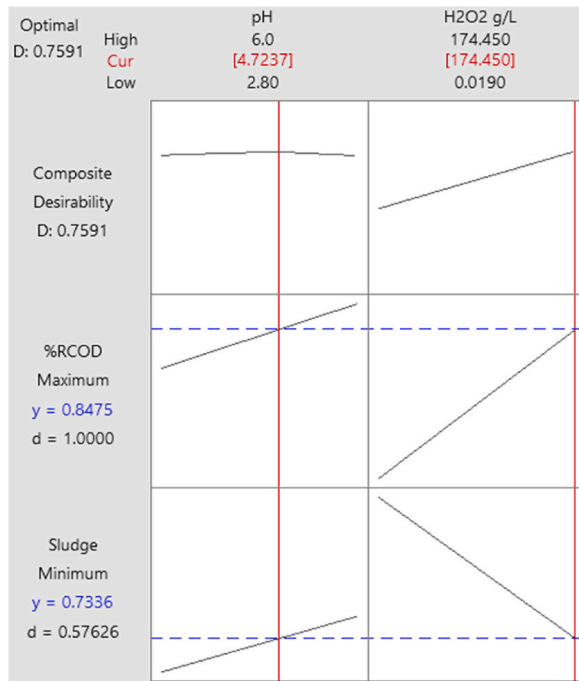 Optimal
D: 0.7591
High
Cur
Low
pH
6.0
[4.7237]
2.80
H2O2 g/L
174.450
[174.450]
0.0190
Composite
Desirability
D: 0.7591
%RCOD
Maximum
y = 0.8475
d = 1.0000
Sludge
Minimum
y = 0.7336
d = 0.57626